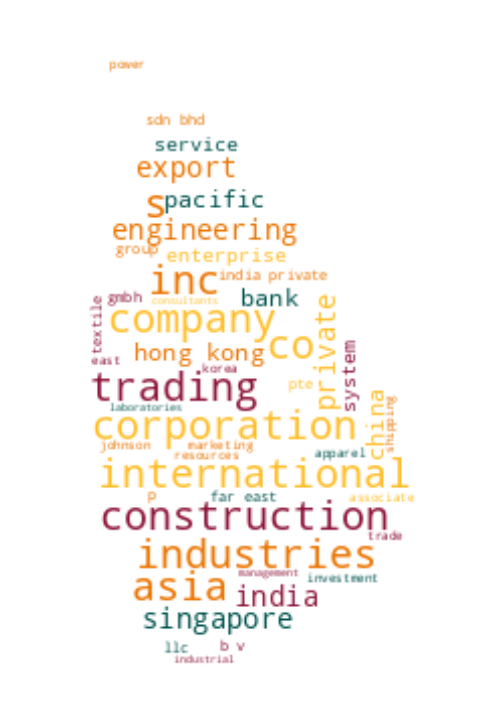 power
sdn bhd
service
export
s pacific
engineering
group enterprise
inc india private
gmbh consultants bank
textile company private
east hong kong co
korea system
trading pte
laboratories china shipping
corporation
johnson marketing
resources apparel
international
p far east associate
construction
trade
industries
management investment
asia india
singapore
llc b v
industrial